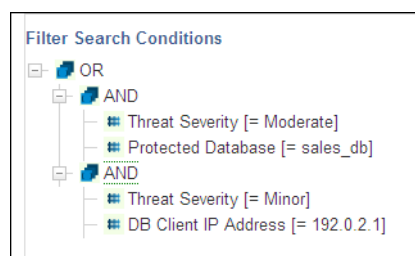 Filter Search Conditions
OR
AND
Threat Severity [= Moderate]
Protected Database [= sales_db]
AND
Threat Severity [= Minor]
DB Client IP Address [= 192.0.2.1]